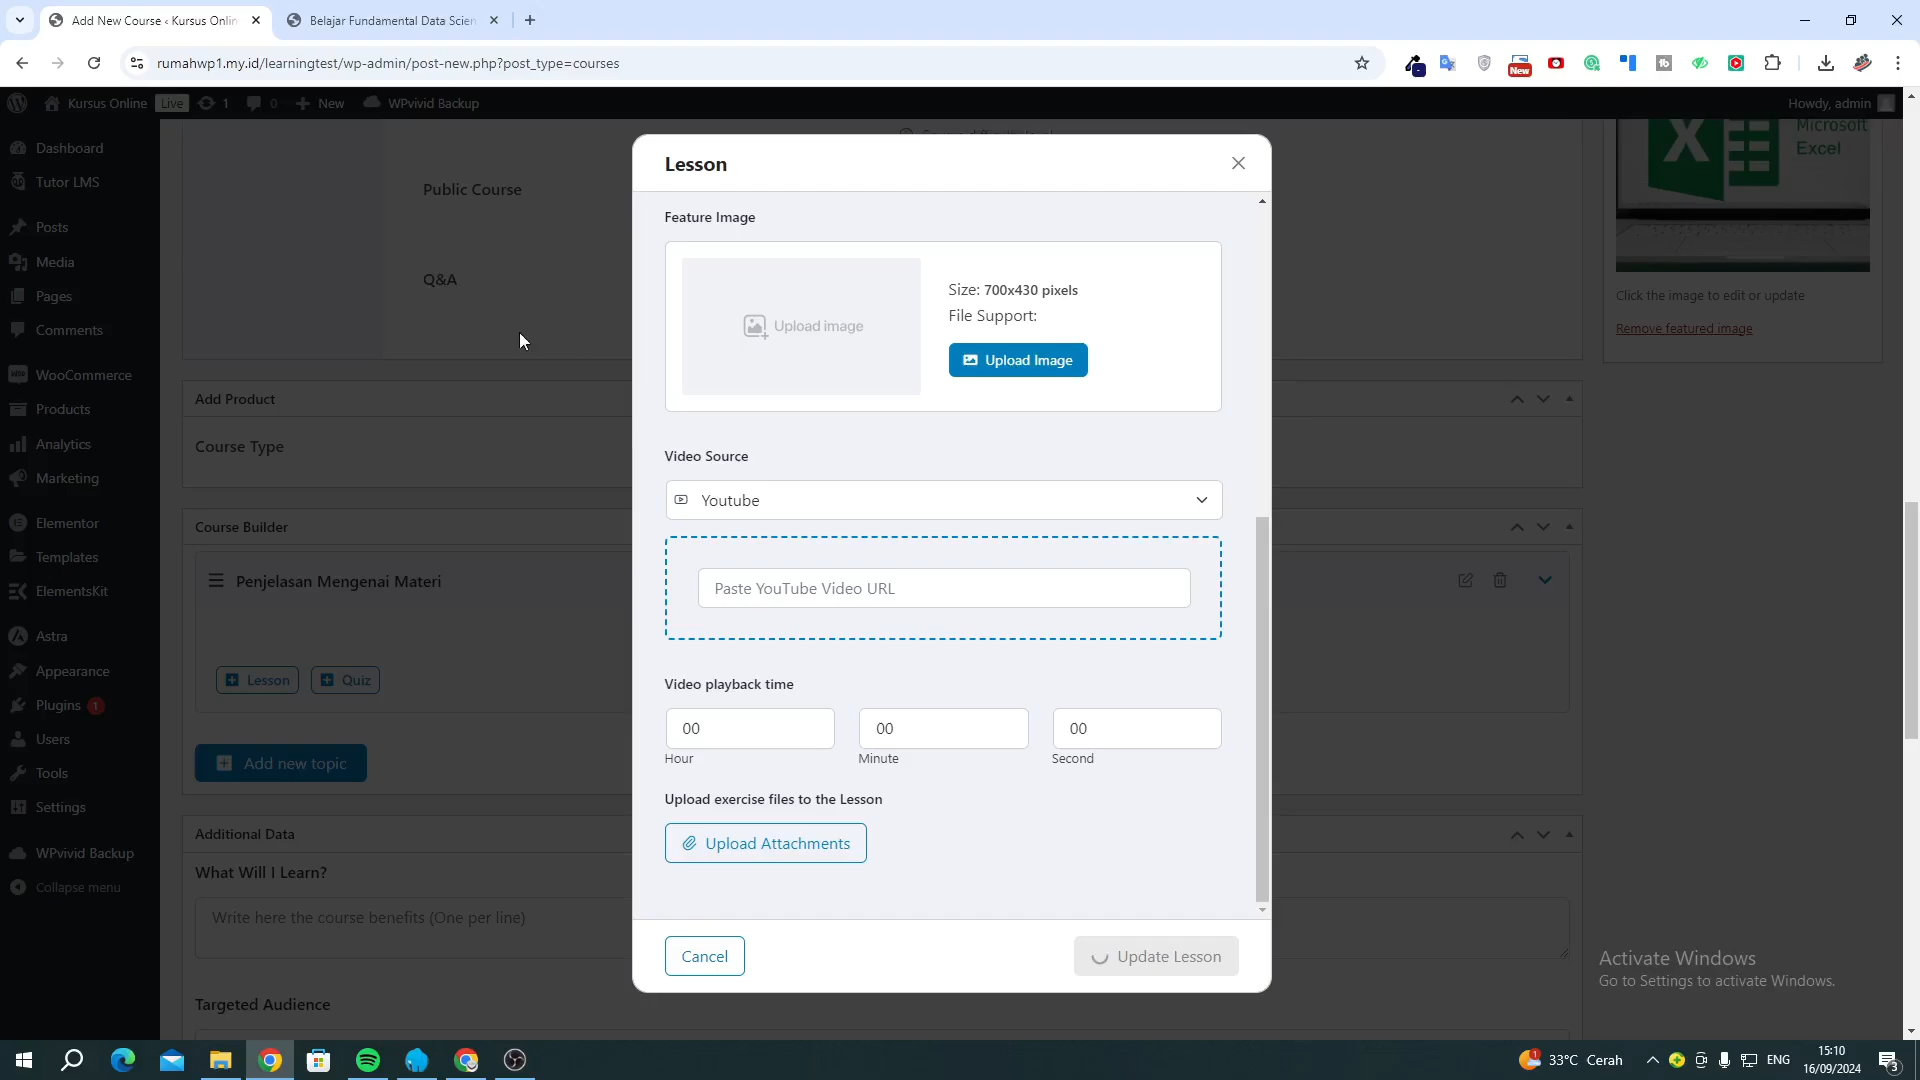 Add New Course ‹ Kursus Onlin
Belajar Fundamental Data Scien
rumahwp1.my.id/learningtest/wp-admin/post-new.php?post_type=courses
New
Kursus Online
Live
1
0
New
WPvivid Backup
Howdy, admin
Dashboard
Tutor LMS
Posts
Media
Pages
Comments
WooCommerce
Products
Analytics
Marketing
Elementor
Templates
ElementsKit
Astra
Appearance
Plugins 1
Users
Tools
Settings
WPvivid Backup
Collapse menu
Public Course
Q&A
Add Product
Course Type
Course Builder
Penjelasan Mengenai Materi
Lesson
Quiz
Add new topic
Additional Data
What Will I Learn?
Write here the course benefits (One per line)
Targeted Audience
Lesson
Feature Image
Upload image
Size: 700x430 pixels
File Support:
Upload Image
Video Source
Youtube
Paste YouTube Video URL
Video playback time
00
00
00
Hour
Minute
Second
Upload exercise files to the Lesson
Upload Attachments
Cancel
Update Lesson
Microsoft
Excel
Click the image to edit or update
Remove featured image
Activate Windows
Go to Settings to activate Windows.
1
33°C Cerah
ENG
15:10
16/09/2024
3